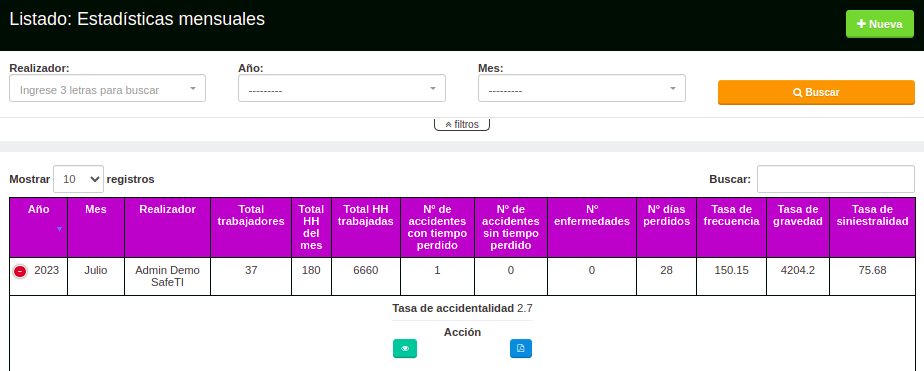 Listado: Estadísticas mensuales
Nueva
Realizador:
Año:
Mes:
Ingrese 3 letras para buscar
---------
---------
Buscar
filtros
Mostrar 10 registros
Buscar:
Año Mes Realizador Total trabajadores Total HH del mes Total HH trabajadas Nº de accidentes con tiempo perdido Nº de accidentes sin tiempo perdido Nº enfermedades Nº días perdidos Tasa de frecuencia Tasa de gravedad Tasa de siniestralidad
2023 Julio Admin Demo SafeTI 37 180 6660 1 0 0 28 150.15 4204.2 75.68
Tasa de accidentalidad 2.7
Acción